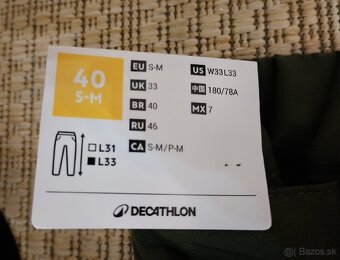 40
S-M
L31
L33
EU S-M
UK 33
BR 40
RU 46
CA S-M/P-M
US W33L33
中国 180/78A
MX 7
DECATHLON
© Bazos.sk